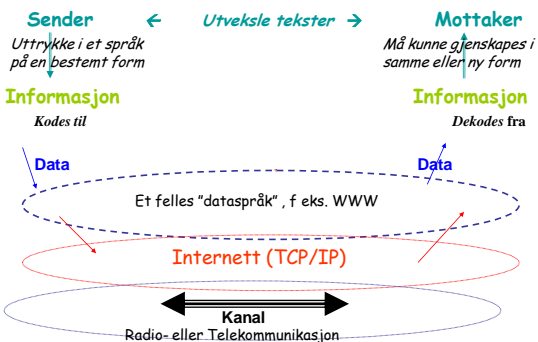 Sender ← Utveksle tekster → Mottaker
Uttrykke i et språk
på en bestemt form
Må kunne gjenskapes i
samme eller ny form
Informasjon
Informasjon
Kodes til
Dekodes fra
Data
Data
Et felles "dataspråk" , f eks. WWW
Internett (TCP/IP)
Kanal
Radio- eller Telekommunikasjon